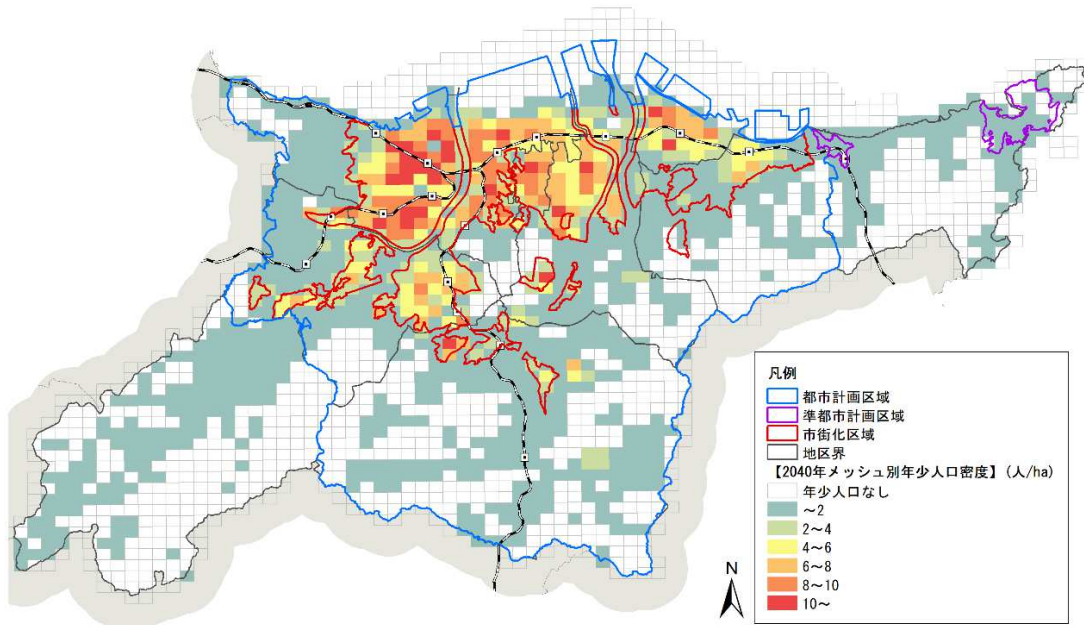 凡例
都市計画区域
準都市計画区域
市街化区域
地区界
【2040年メッシュ別年少人口密度】(人/ha)
年少人口なし
～2
2～4
4～6
6～8
8～10
10～
N